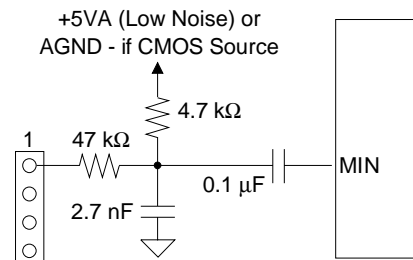 +5VA (Low Noise) or
AGND - if CMOS Source
4.7 kΩ
1
47 kΩ
MIN
0.1 µF
2.7 nF